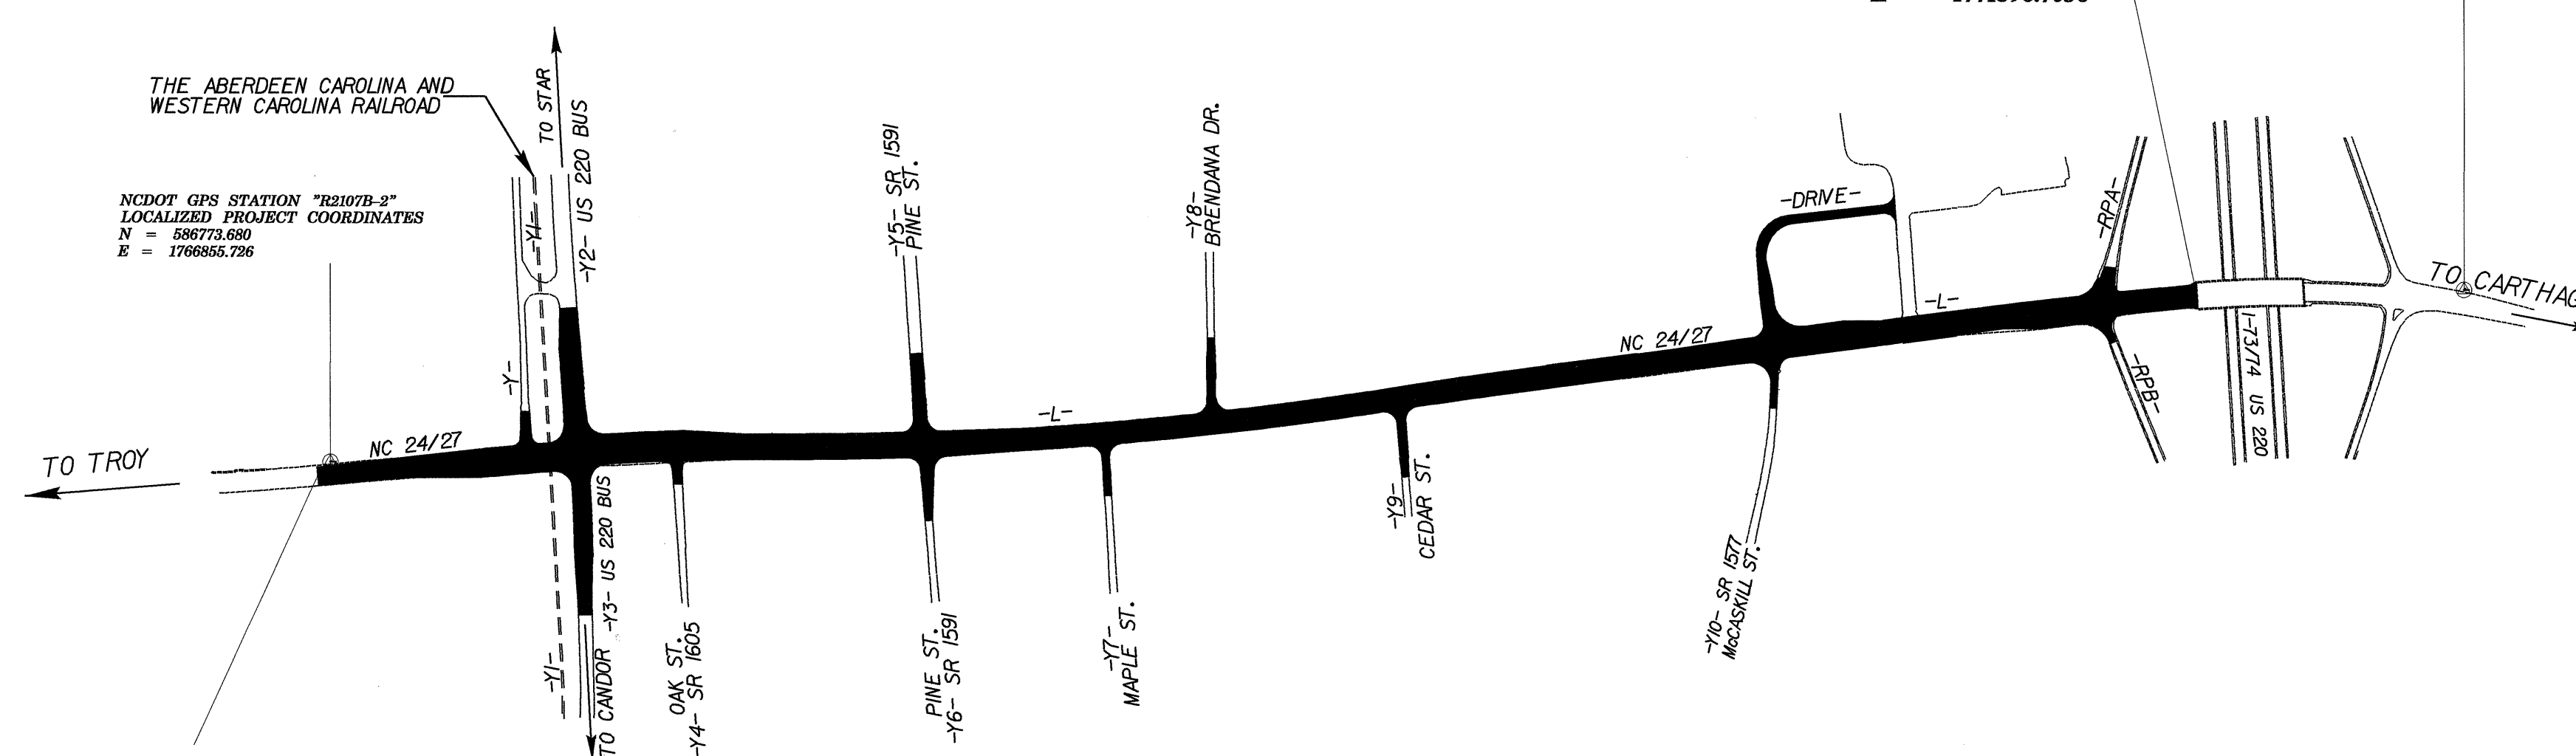 THE ABERDEEN CAROLINA AND
WESTERN CAROLINA RAILROAD
NCDOT GPS STATION "R2107B-2"
LOCALIZED PROJECT COORDINATES
N = 586773.680
E = 1766855.726
TO TROY
NC 24/27
-Y-
-Y1-
TO STAR
-Y2- US 220 BUS
-Y1-
TO CANDOR
-Y3- US 220 BUS
OAK ST.
-Y4- SR 1605
-Y5- SR 1591
PINE ST.
PINE ST.
-Y6- SR 1591
-L-
-Y7-
MAPLE ST.
-Y8-
BRENDANA DR.
-Y9-
CEDAR ST.
NC 24/27
-Y10- SR 1577
McCASKILL ST.
-DRIVE-
-L-
-RPA-
-RPB-
I-73/74 US 220
TO CARTHAG